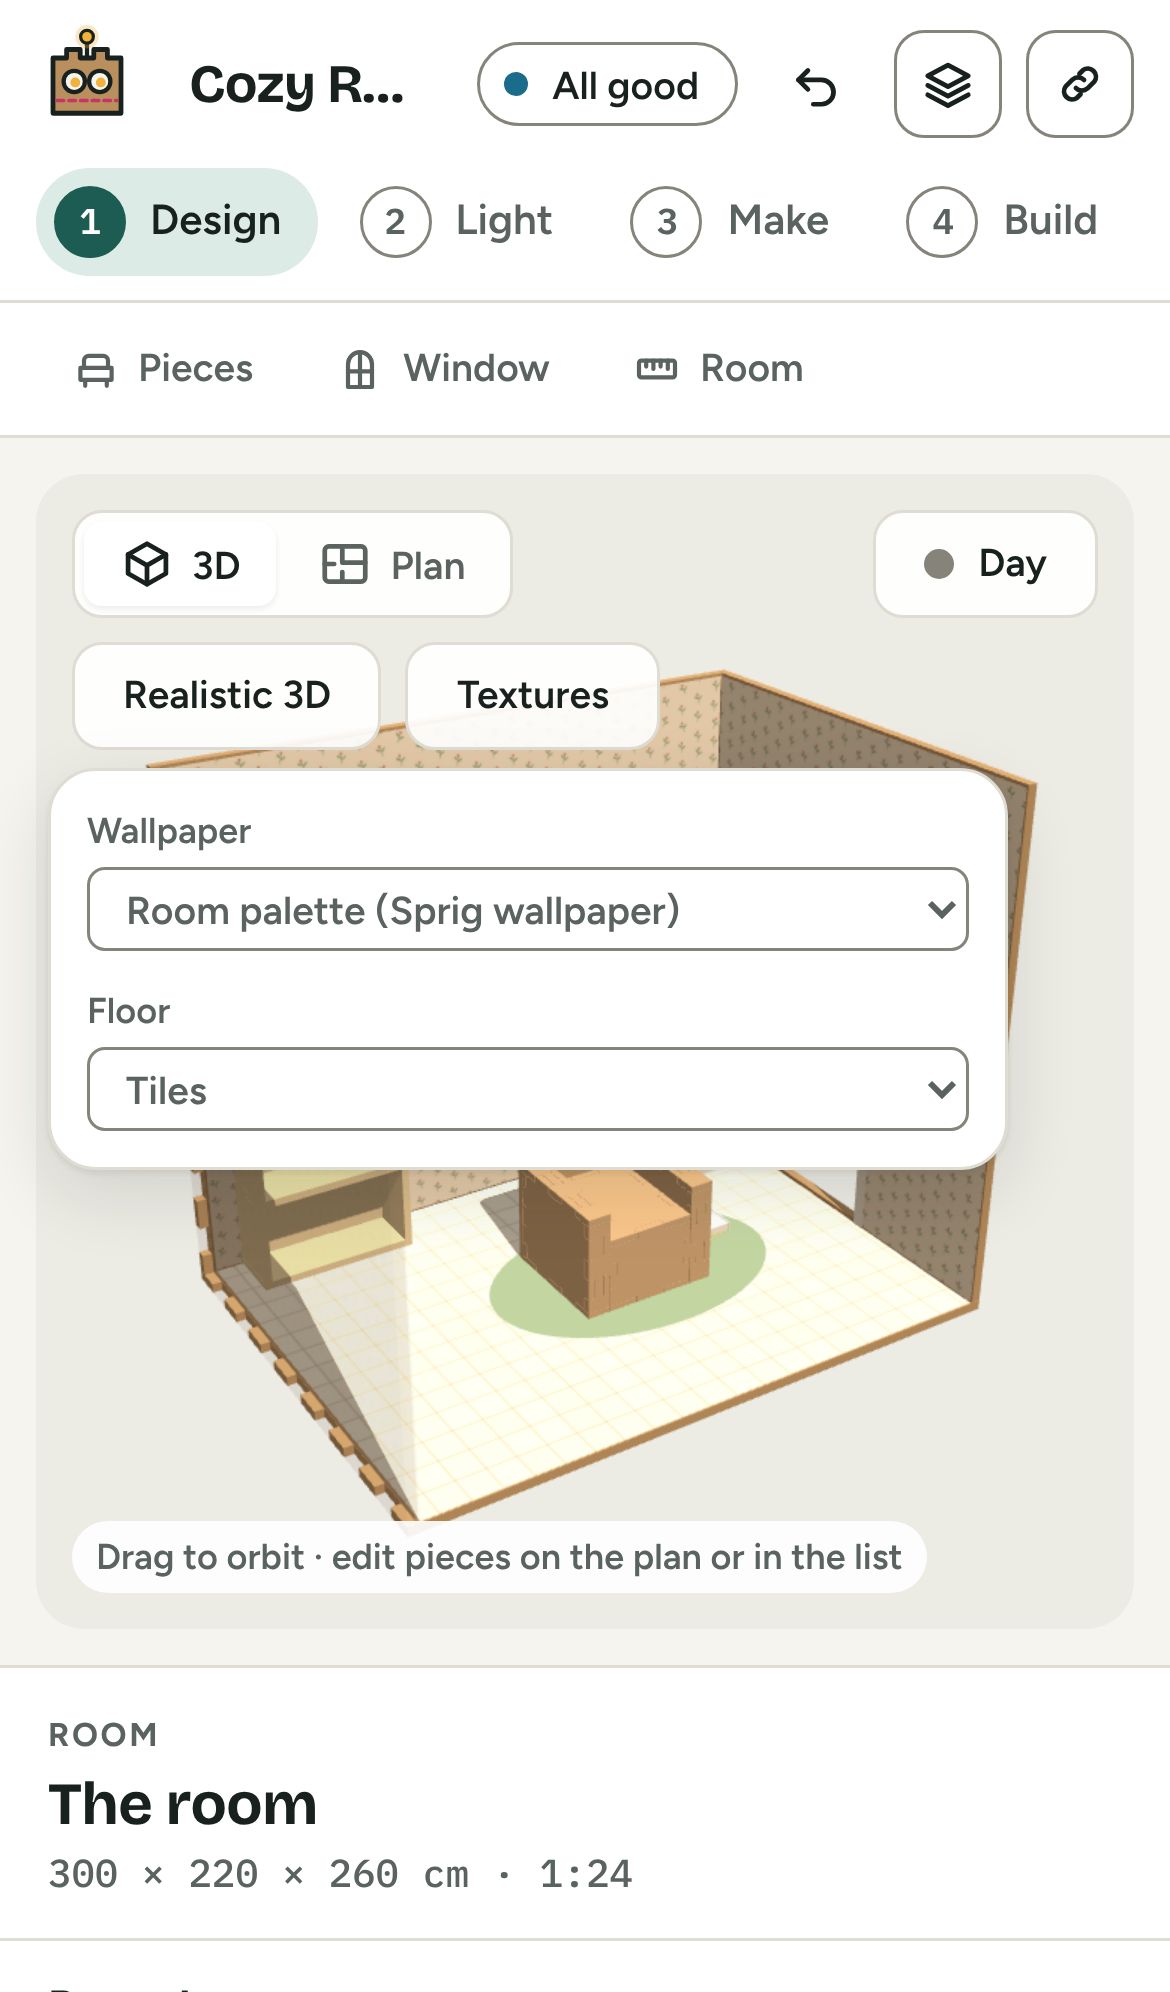 Cozy R...
All good
1 Design
2 Light
3 Make
4 Build
Pieces
Window
Room
3D
Plan
Day
Realistic 3D
Textures
Wallpaper
Room palette (Sprig wallpaper)
Floor
Tiles
Drag to orbit · edit pieces on the plan or in the list
ROOM
The room
300 × 220 × 260 cm · 1:24